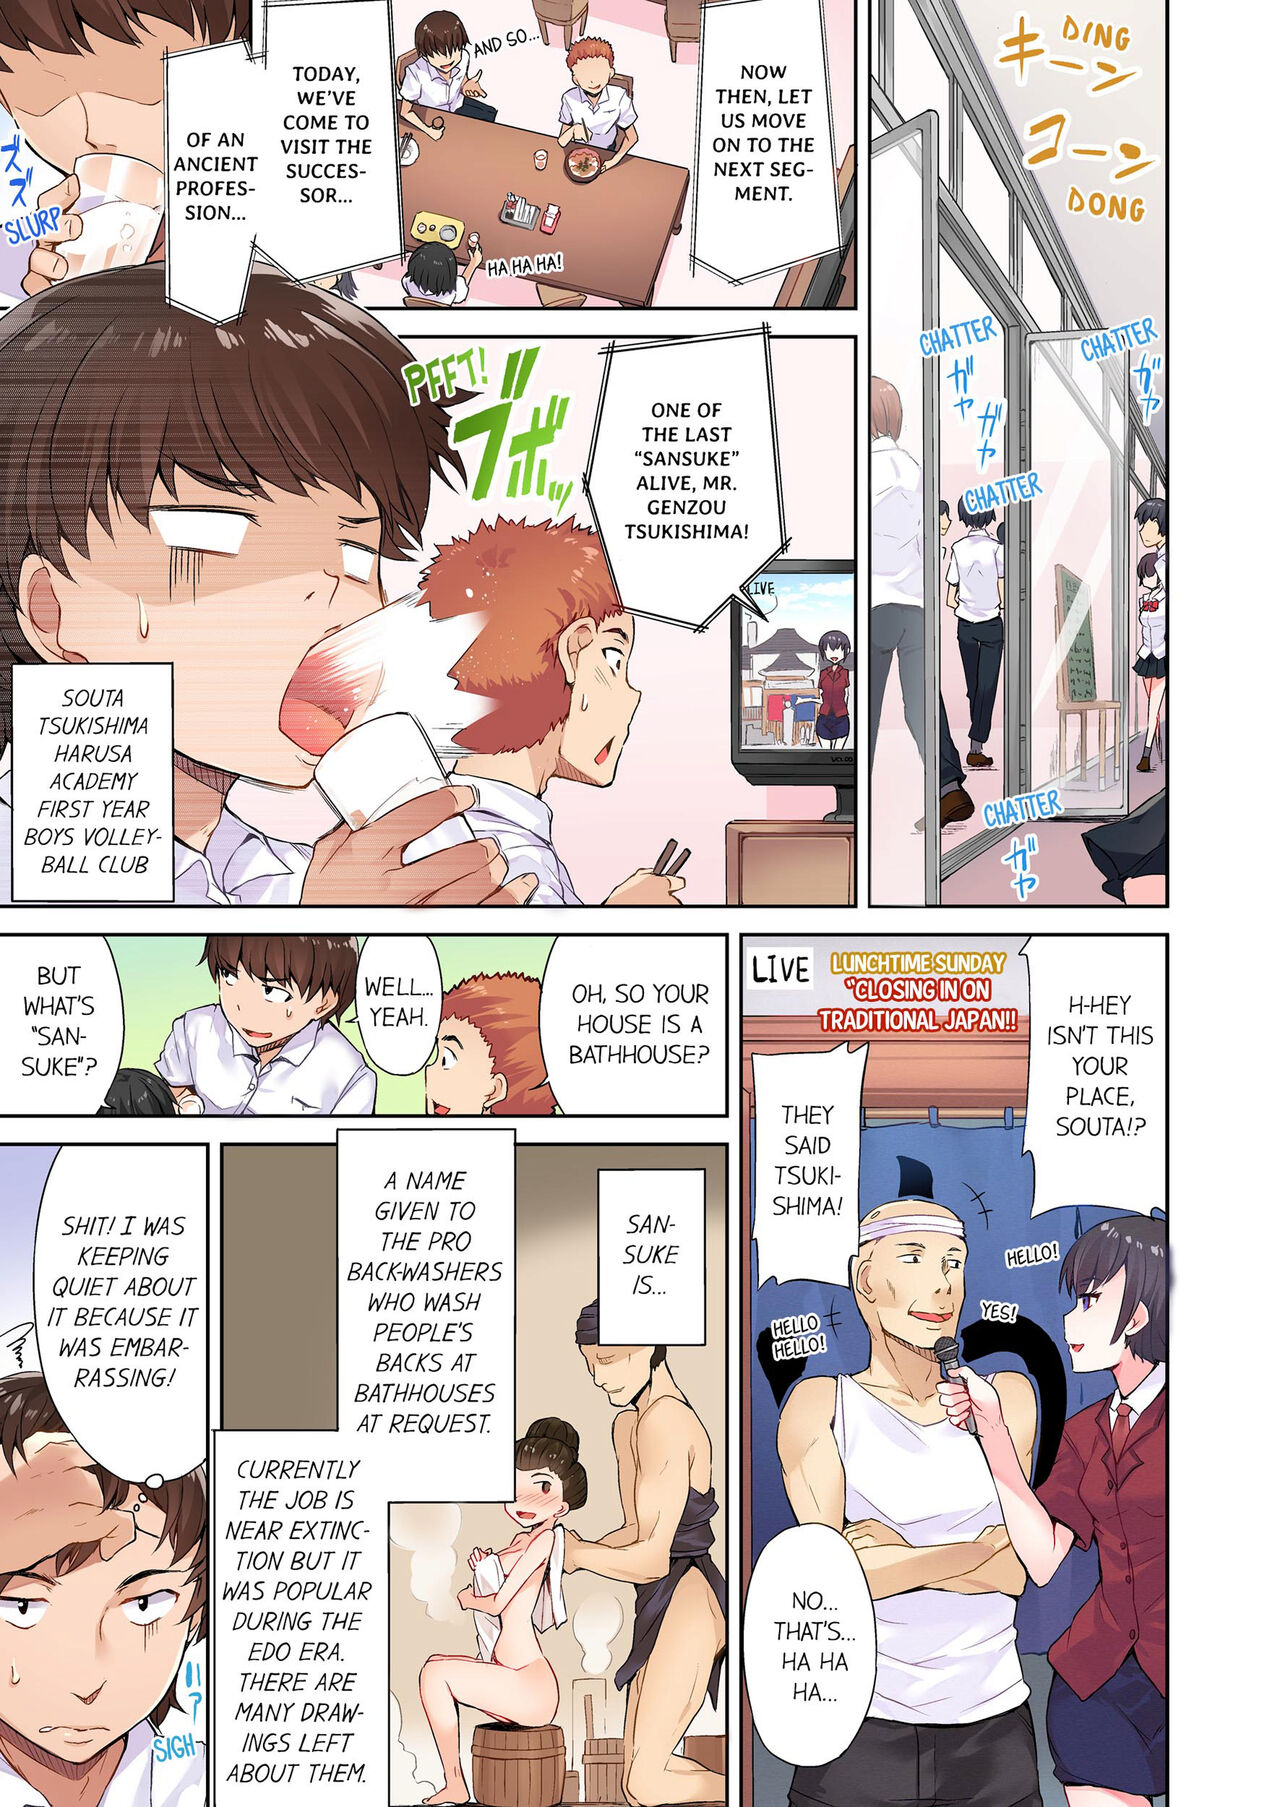 DING
キーン
コーン
DONG
CHATTER
ガヤ
CHATTER
ガヤ
ガヤ
CHATTER
CHATTER
ガヤ
NOW
THEN, LET
US MOVE
ON TO THE
NEXT SEG-
MENT.
AND SO...
HA HA HA!
TODAY,
WE'VE
COME TO
VISIT THE
SUCCES-
SOR...
OF AN
ANCIENT
PROFES-
SION...
ズズ
SLURP
ONE OF
THE LAST
"SANSUKE"
ALIVE, MR.
GENZOU
TSUKISHIMA!
LIVE
PFFT!
ブボッ
SOUTA
TSUKISHIMA
HARUSA
ACADEMY
FIRST YEAR
BOYS VOLLEY-
BALL CLUB
LIVE
LUNCHTIME SUNDAY
"CLOSING IN ON
TRADITIONAL JAPAN!!
H-HEY
ISN'T THIS
YOUR
PLACE,
SOUTA!?
THEY
SAID
TSUKI-
SHIMA!
HELLO!
YES!
HELLO
HELLO!
NO...
THAT'S...
HA HA
HA...
OH, SO YOUR
HOUSE IS A
BATHHOUSE?
WELL...
YEAH.
BUT
WHAT'S
"SAN-
SUKE"?
SAN-
SUKE IS...
A NAME
GIVEN TO
THE PRO
BACK-WASHERS
WHO WASH
PEOPLE'S
BACKS AT
BATHHOUSES
AT REQUEST.
CURRENTLY
THE JOB IS
NEAR EXTINC-
TION BUT IT
WAS POPULAR
DURING THE
EDO ERA.
THERE ARE
MANY DRAW-
INGS LEFT
ABOUT THEM.
SHIT! I WAS
KEEPING
QUIET ABOUT
IT BECAUSE IT
WAS EMBAR-
RASSING!
SIGH